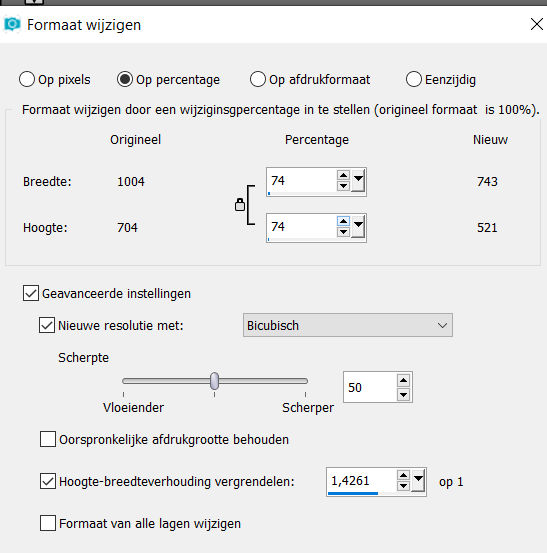 Formaat wijzigen
Op pixels Op percentage Op afdrukformaat Eenzijdig
Formaat wijzigen door een wijziginsgpercentage in te stellen (origineel formaat is 100%).
Origineel Percentage Nieuw
Breedte: 1004 74 743
Hoogte: 704 74 521
Geavanceerde instellingen
Nieuwe resolutie met: Bicubisch
Scherpte
50
Vloeiender Scherper
Oorspronkelijke afdrukgrootte behouden
Hoogte-breedteverhouding vergrendelen: 1,4261 op 1
Formaat van alle lagen wijzigen